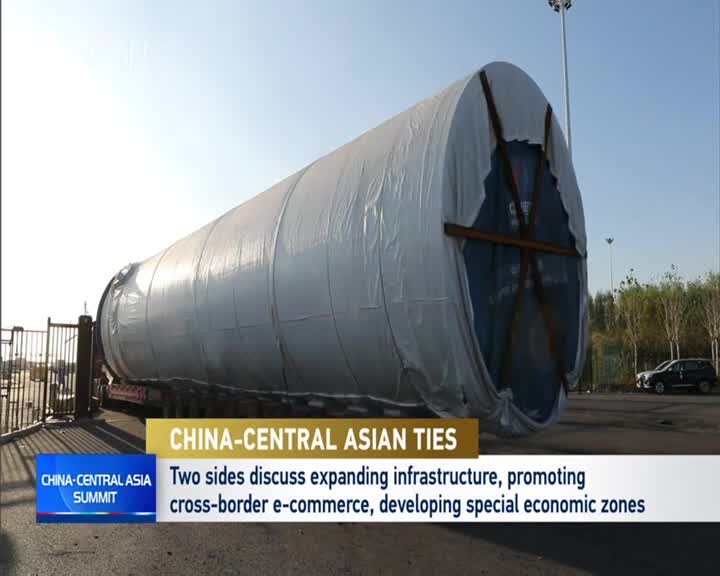 CHINA-CENTRAL ASIAN TIES
Two sides discuss expanding infrastructure, promoting
cross-border e-commerce, developing special economic zones
CHINA-CENTRAL ASIA
SUMMIT